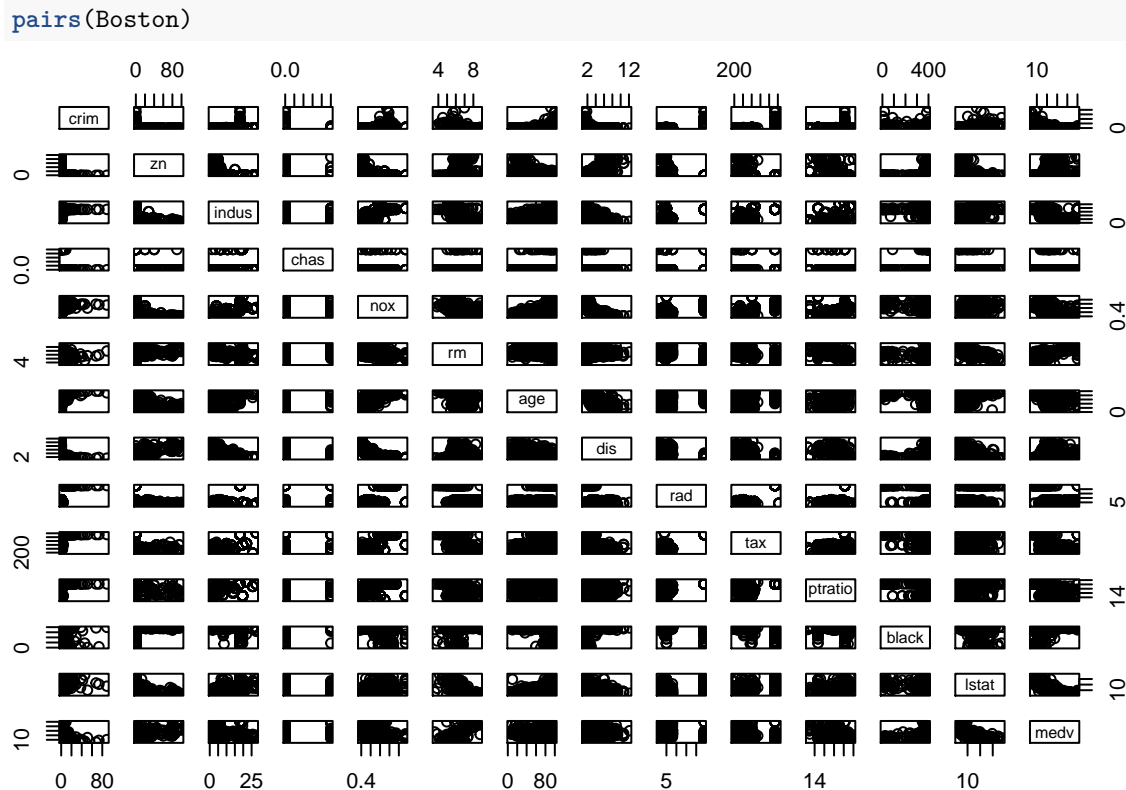 pairs(Boston)
0 80 0.0 4 8 2 12 200 0 400 10
crim
0
zn
0
indus
0
chas
0.0
nox
0.4
rm
4
age
0
dis
2
rad
5
tax
200
ptratio
14
black
0
lstat
10
medv
10
0 80 0 25 0.4 0 80 5 14 10